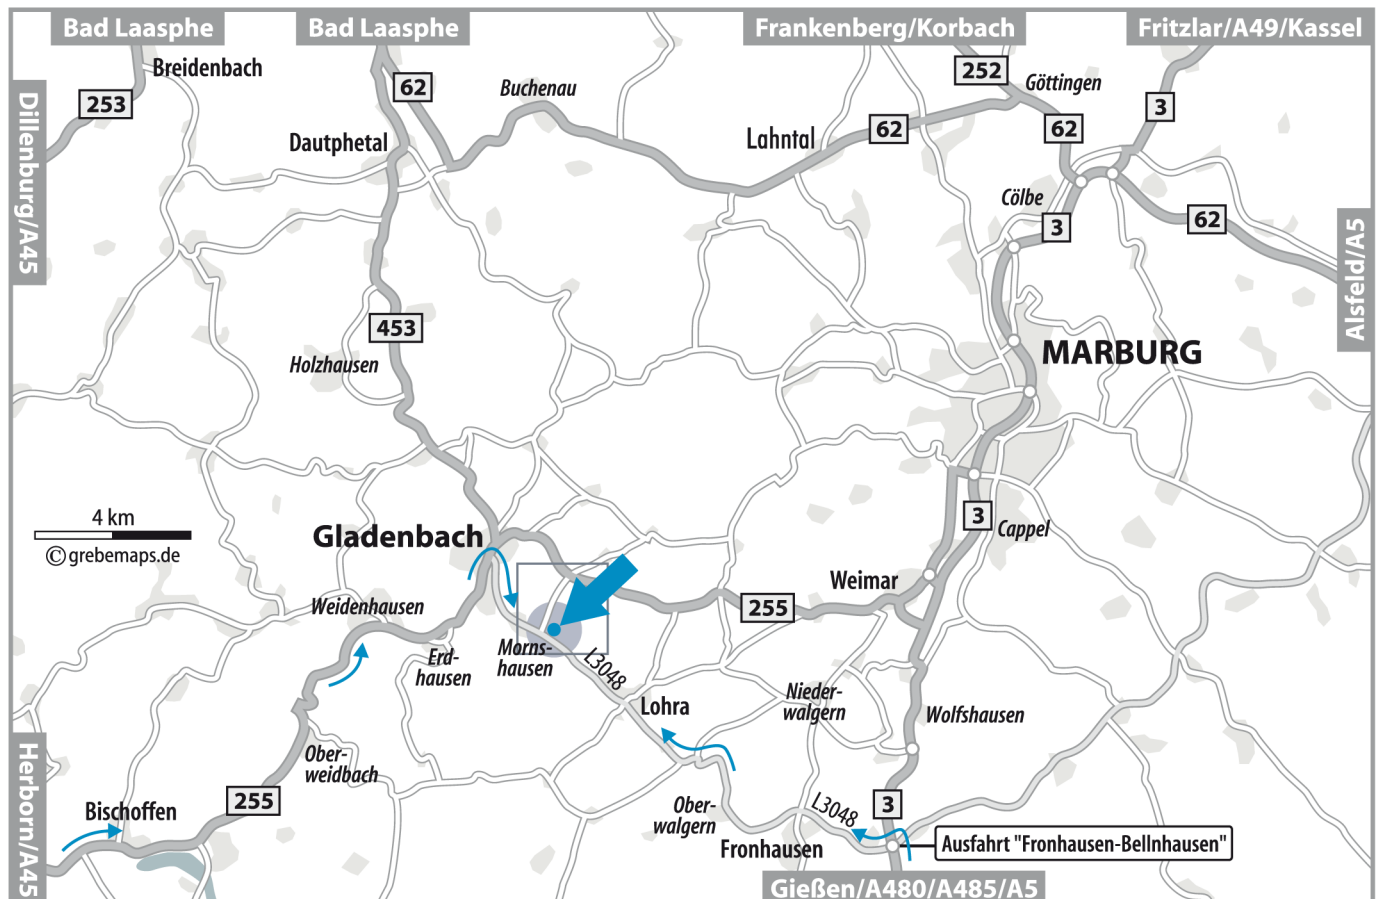 Bad Laasphe
Bad Laasphe
Frankenberg/Korbach
Fritzlar/A49/Kassel
Breidenbach
253
62
Buchenau
252
Göttingen
3
Dillenburg/A45
Dautphetal
Lahntal
62
62
Cölbe
3
62
Alsfeld/A5
453
Holzhausen
MARBURG
4 km
© grebemaps.de
Gladenbach
3
Cappel
Weimar
255
Weidenhausen
Erd-
hausen
Morns-
hausen
L3048
Lohra
Nieder-
walgern
Wolfshausen
Ober-
weidbach
Herborn/A45
255
Bischoffen
Ober-
walgern
L3048
3
Fronhausen
Ausfahrt "Fronhausen-Bellnhausen"
Gießen/A480/A485/A5